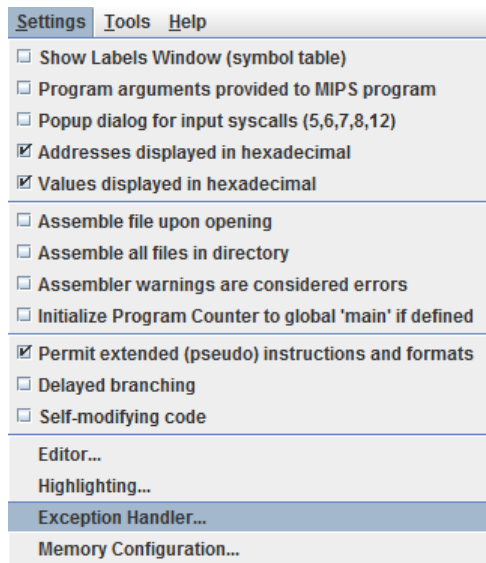 Settings Tools Help
Show Labels Window (symbol table)
Program arguments provided to MIPS program
Popup dialog for input syscalls (5,6,7,8,12)
Addresses displayed in hexadecimal
Values displayed in hexadecimal
Assemble file upon opening
Assemble all files in directory
Assembler warnings are considered errors
Initialize Program Counter to global 'main' if defined
Permit extended (pseudo) instructions and formats
Delayed branching
Self-modifying code
Editor...
Highlighting...
Exception Handler...
Memory Configuration...